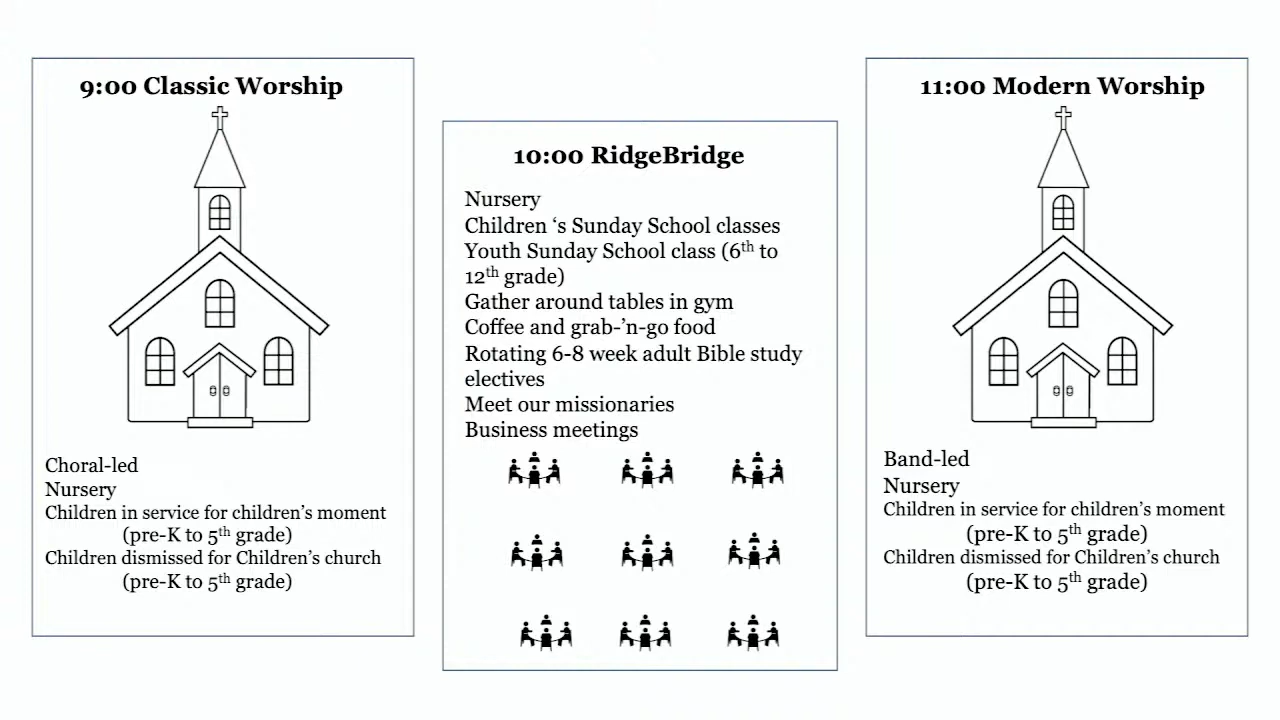 9:00 Classic Worship
Choral-led
Nursery
Children in service for children’s moment
(pre-K to 5th grade)
Children dismissed for Children’s church
(pre-K to 5th grade)
10:00 RidgeBridge
Nursery
Children ‘s Sunday School classes
Youth Sunday School class (6th to
12th grade)
Gather around tables in gym
Coffee and grab-’n-go food
Rotating 6-8 week adult Bible study
electives
Meet our missionaries
Business meetings
11:00 Modern Worship
Band-led
Nursery
Children in service for children’s moment
(pre-K to 5th grade)
Children dismissed for Children’s church
(pre-K to 5th grade)